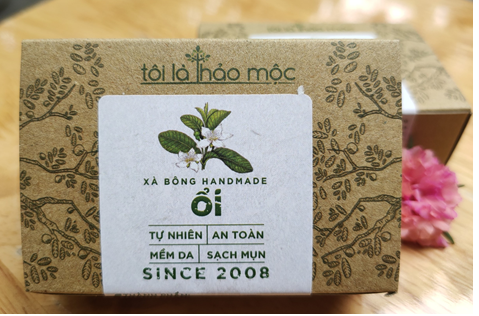 tôi là thảo mộc
XÀ BÔNG HANDMADE
ỔI
TỰ NHIÊN AN TOÀN
MỀM DA SẠCH MỤN
SINCE 2008